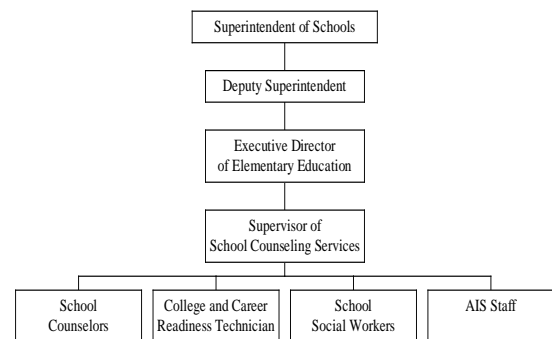 Superintendent of Schools
Deputy Superintendent
Executive Director
of Elementary Education
Supervisor of
School Counseling Services
School
Counselors
College and Career
Readiness Technician
School
Social Workers
AIS Staff